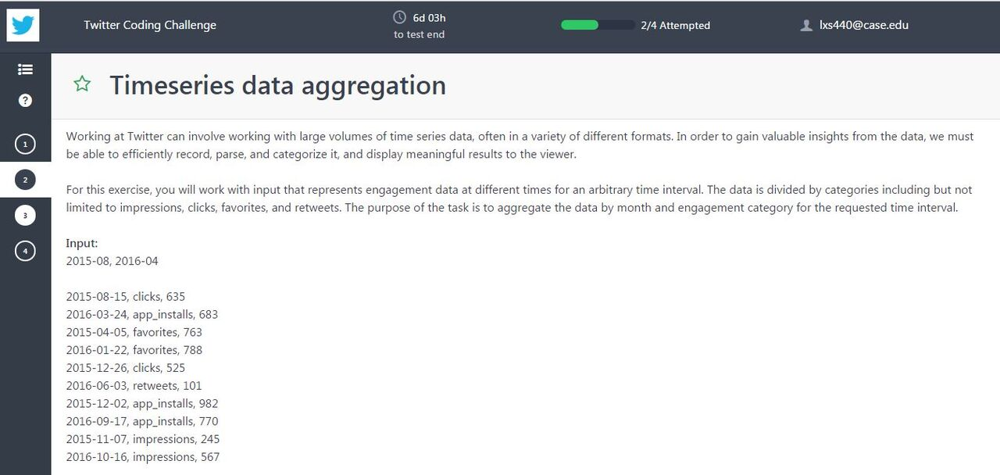 Twitter Coding Challenge
6d 03h
to test end
2/4 Attempted
lxs440@case.edu
?
1
2
3
4
Timeseries data aggregation
Working at Twitter can involve working with large volumes of time series data, often in a variety of different formats. In order to gain valuable insights from the data, we must
be able to efficiently record, parse, and categorize it, and display meaningful results to the viewer.
For this exercise, you will work with input that represents engagement data at different times for an arbitrary time interval. The data is divided by categories including but not
limited to impressions, clicks, favorites, and retweets. The purpose of the task is to aggregate the data by month and engagement category for the requested time interval.
Input:
2015-08, 2016-04
2015-08-15, clicks, 635
2016-03-24, app_installs, 683
2015-04-05, favorites, 763
2016-01-22, favorites, 788
2015-12-26, clicks, 525
2016-06-03, retweets, 101
2015-12-02, app_installs, 982
2016-09-17, app_installs, 770
2015-11-07, impressions, 245
2016-10-16, impressions, 567